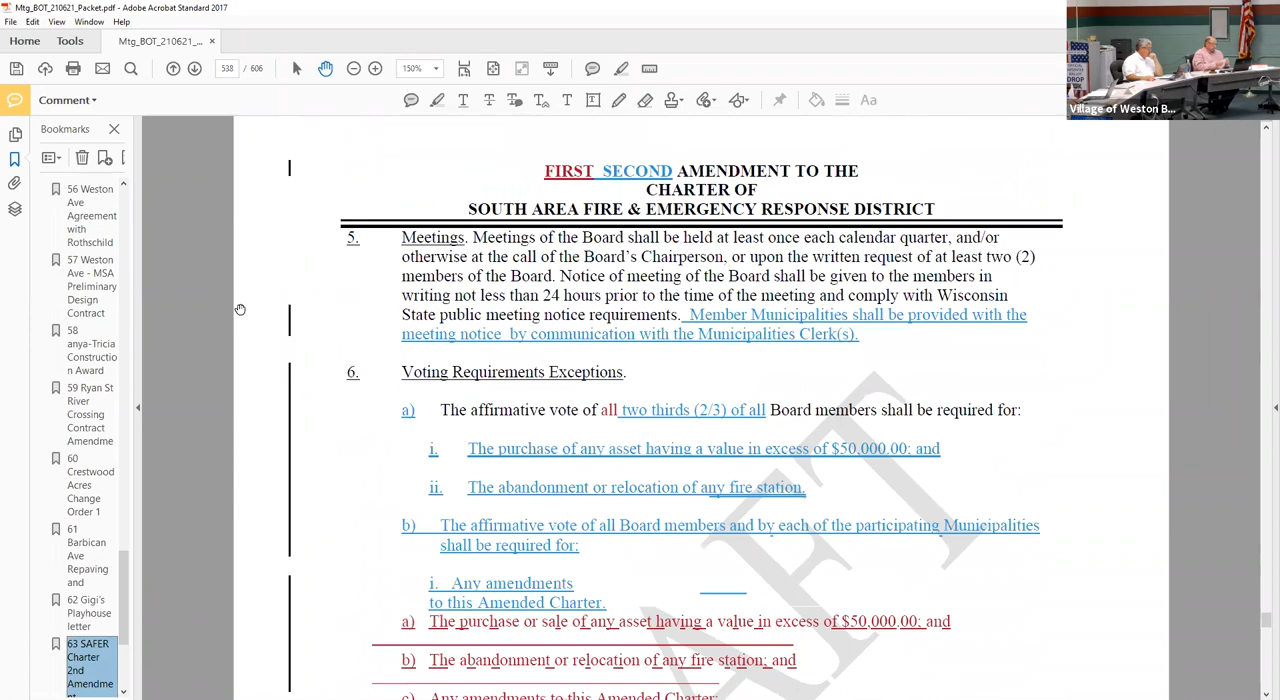 Mtg_BOT_210621_Packet.pdf - Adobe Acrobat Standard 2017
File Edit View Window Help
Home Tools Mtg_BOT_210621_... ×
538 / 606 150%
Comment
Bookmarks
56 Weston
Ave
Agreement
with
Rothschild
57 Weston
Ave - MSA
Preliminary
Design
Contract
58
anya-Tricia
Constructio
n Award
59 Ryan St
River
Crossing
Contract
Amendme
60
Crestwood
Acres
Change
Order 1
61
Barbican
Ave
Repaving
and
62 Gigi's
Playhouse
letter
63 SAFER
Charter
2nd
Amendme
nt
Village of Weston B...
FIRST SECOND AMENDMENT TO THE
CHARTER OF
SOUTH AREA FIRE & EMERGENCY RESPONSE DISTRICT
5. Meetings. Meetings of the Board shall be held at least once each calendar quarter, and/or
otherwise at the call of the Board's Chairperson, or upon the written request of at least two (2)
members of the Board. Notice of meeting of the Board shall be given to the members in
writing not less than 24 hours prior to the time of the meeting and comply with Wisconsin
State public meeting notice requirements. Member Municipalities shall be provided with the
meeting notice by communication with the Municipalities Clerk(s).
6. Voting Requirements Exceptions.
a) The affirmative vote of all two thirds (2/3) of all Board members shall be required for:
i. The purchase of any asset having a value in excess of $50,000.00; and
ii. The abandonment or relocation of any fire station.
b) The affirmative vote of all Board members and by each of the participating Municipalities
shall be required for:
i. Any amendments
to this Amended Charter.
a) The purchase or sale of any asset having a value in excess of $50,000.00; and
b) The abandonment or relocation of any fire station; and
c) Any amendments to this Amended Charter;